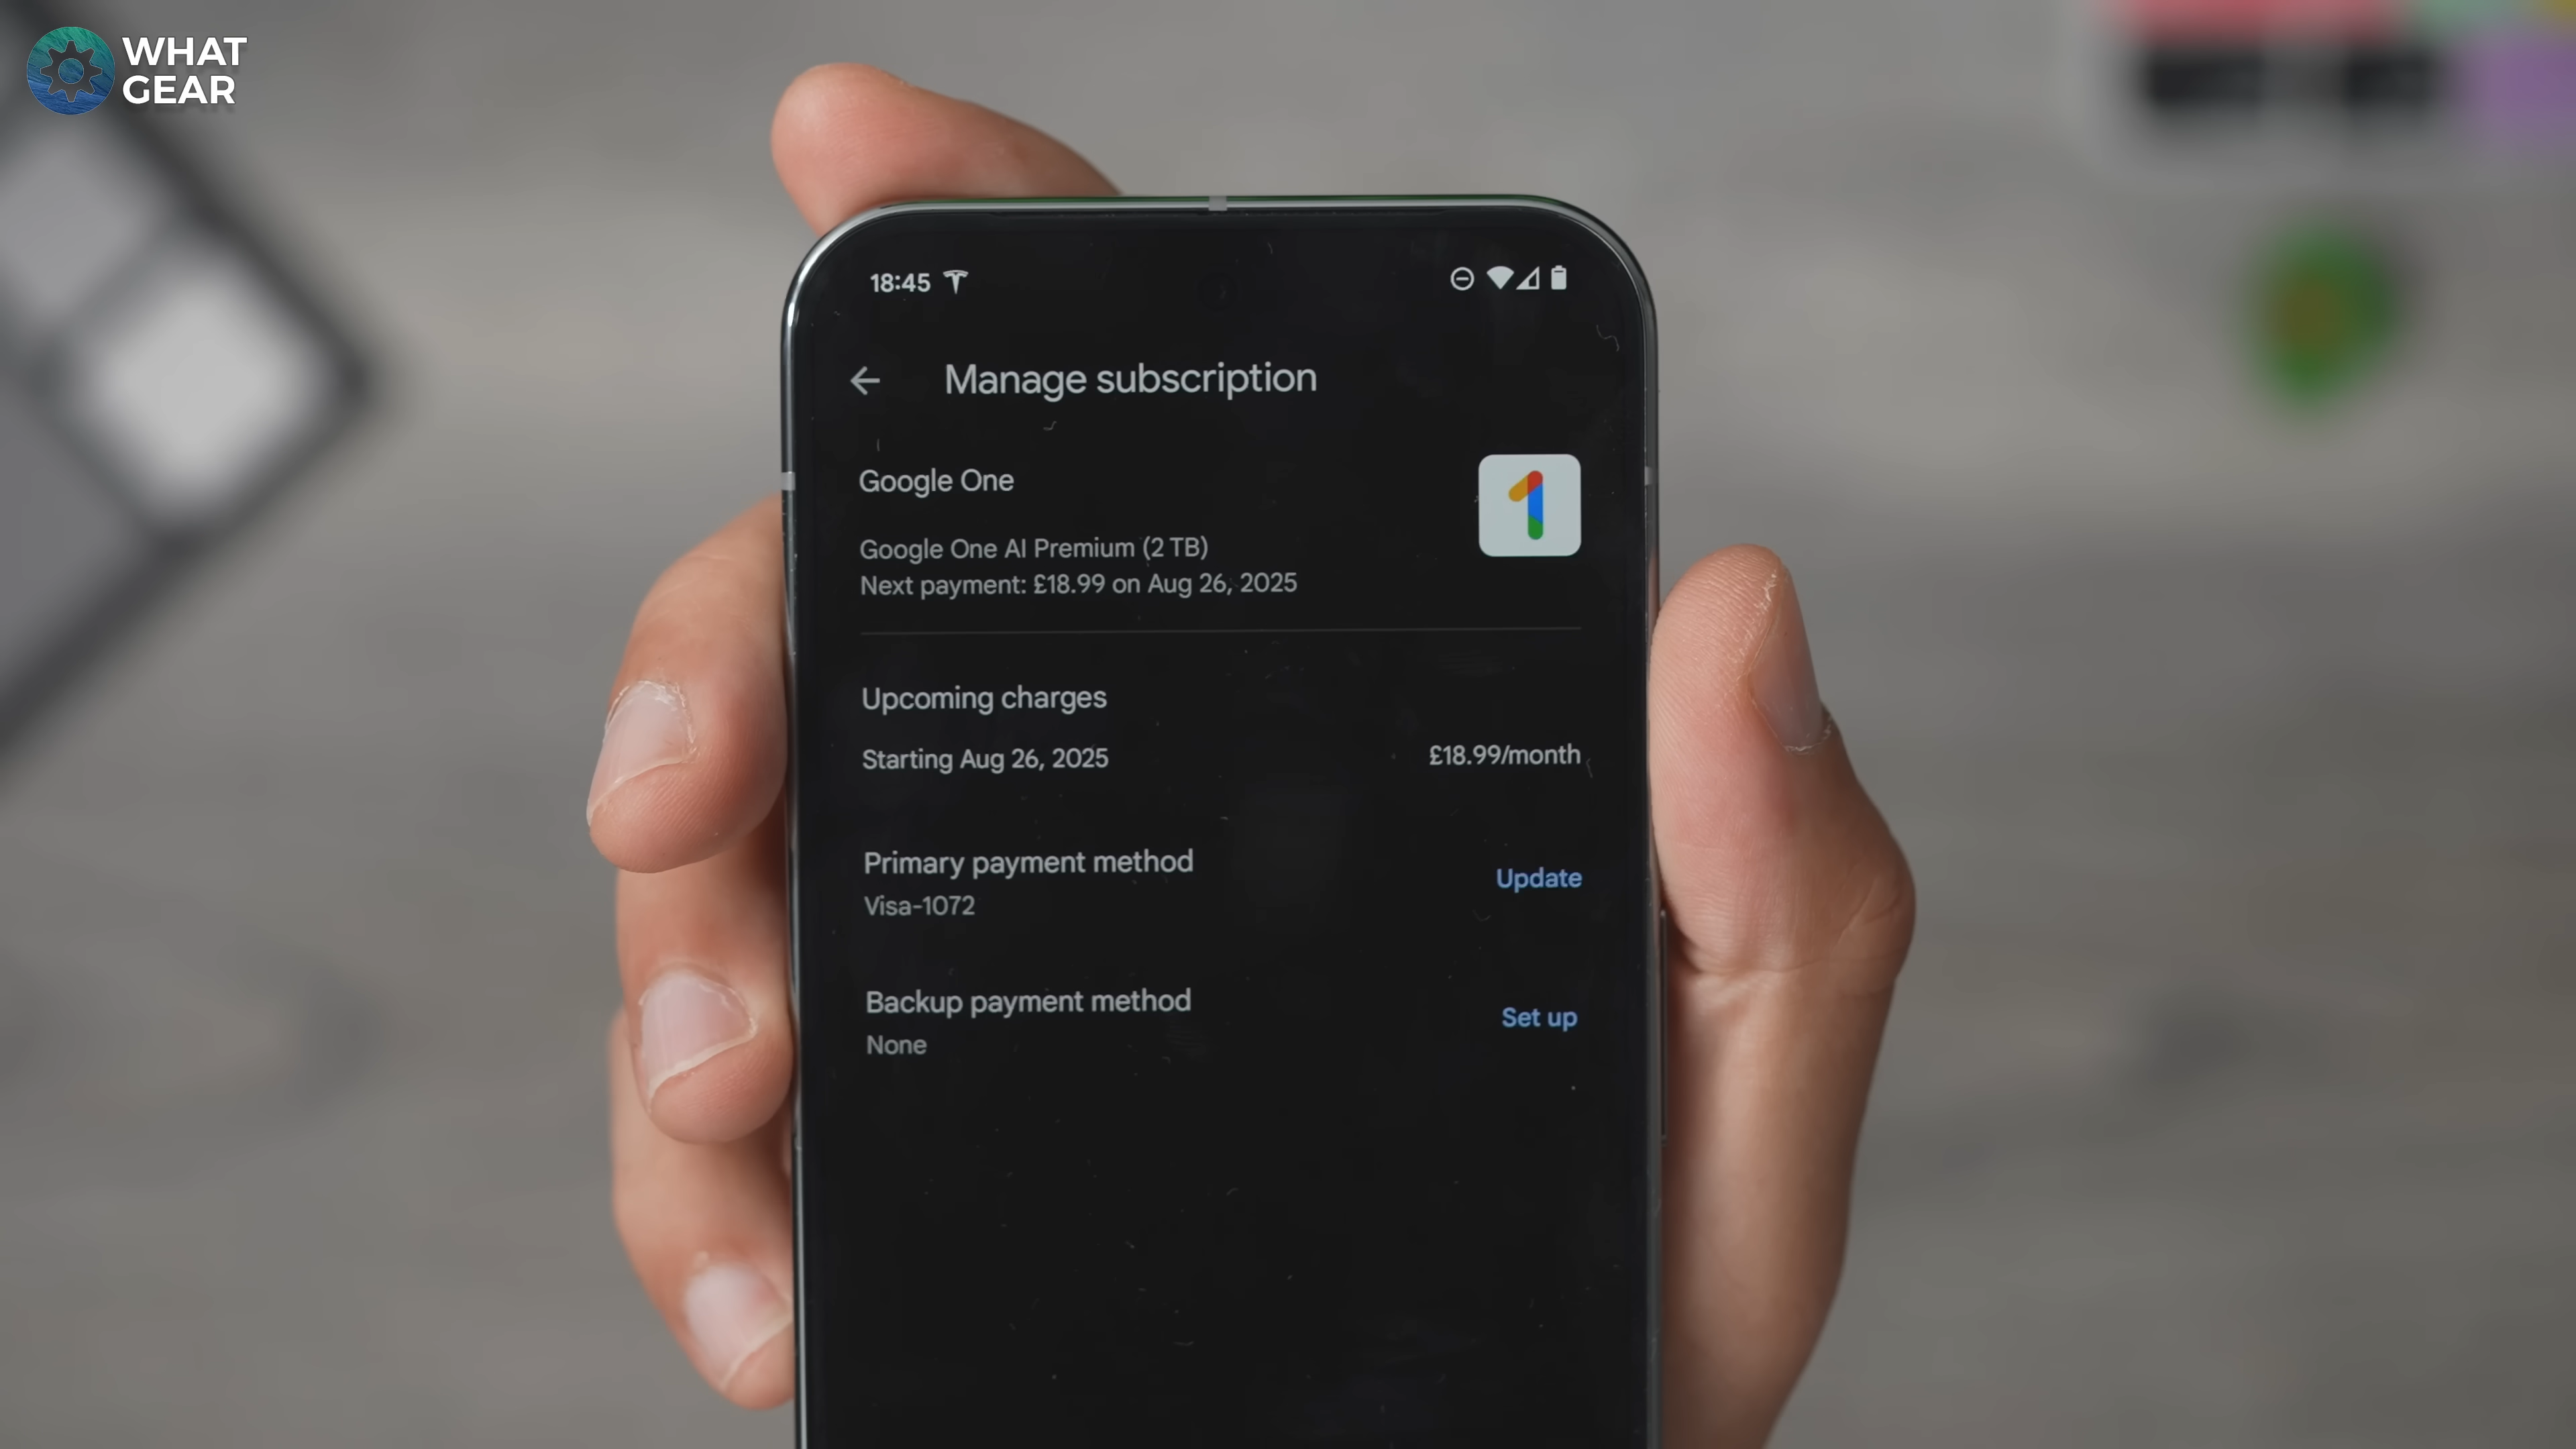 WHAT
GEAR
18:45
Manage subscription
Google One
Google One AI Premium (2 TB)
Next payment: £18.99 on Aug 26, 2025
Upcoming charges
Starting Aug 26, 2025 £18.99/month
Primary payment method
Update
Visa-1072
Backup payment method
Set up
None